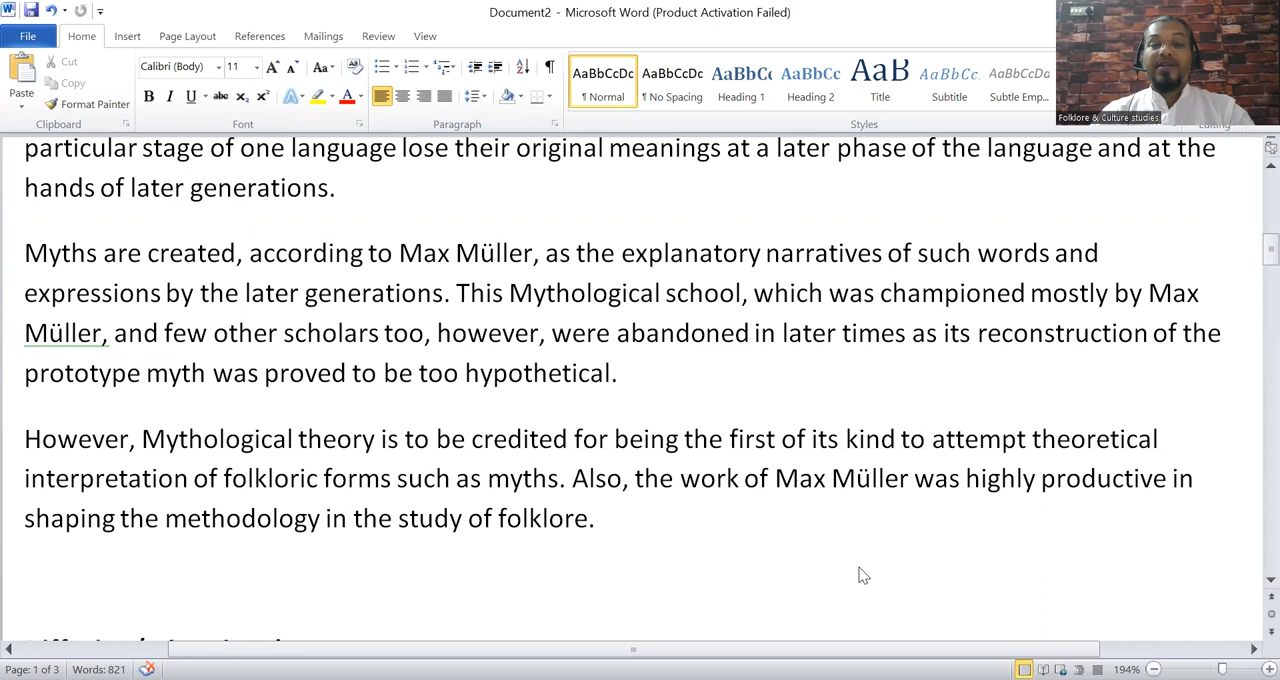 Document2 - Microsoft Word (Product Activation Failed)
File Home Insert Page Layout References Mailings Review View
Cut
Copy
Format Painter
Paste
Calibri (Body) 11
AaBbCcDc AaBbCcDc AaBbCc AaBbCc AaB AaBbCc. AaBbCcDa
¶ Normal ¶ No Spacing Heading 1 Heading 2 Title Subtitle Subtle Emp...
Clipboard Font Paragraph Styles Editing
Folklore & Culture studies
particular stage of one language lose their original meanings at a later phase of the language and at the
hands of later generations.
Myths are created, according to Max Müller, as the explanatory narratives of such words and
expressions by the later generations. This Mythological school, which was championed mostly by Max
Müller, and few other scholars too, however, were abandoned in later times as its reconstruction of the
prototype myth was proved to be too hypothetical.
However, Mythological theory is to be credited for being the first of its kind to attempt theoretical
interpretation of folkloric forms such as myths. Also, the work of Max Müller was highly productive in
shaping the methodology in the study of folklore.
Page: 1 of 3 Words: 821 194%